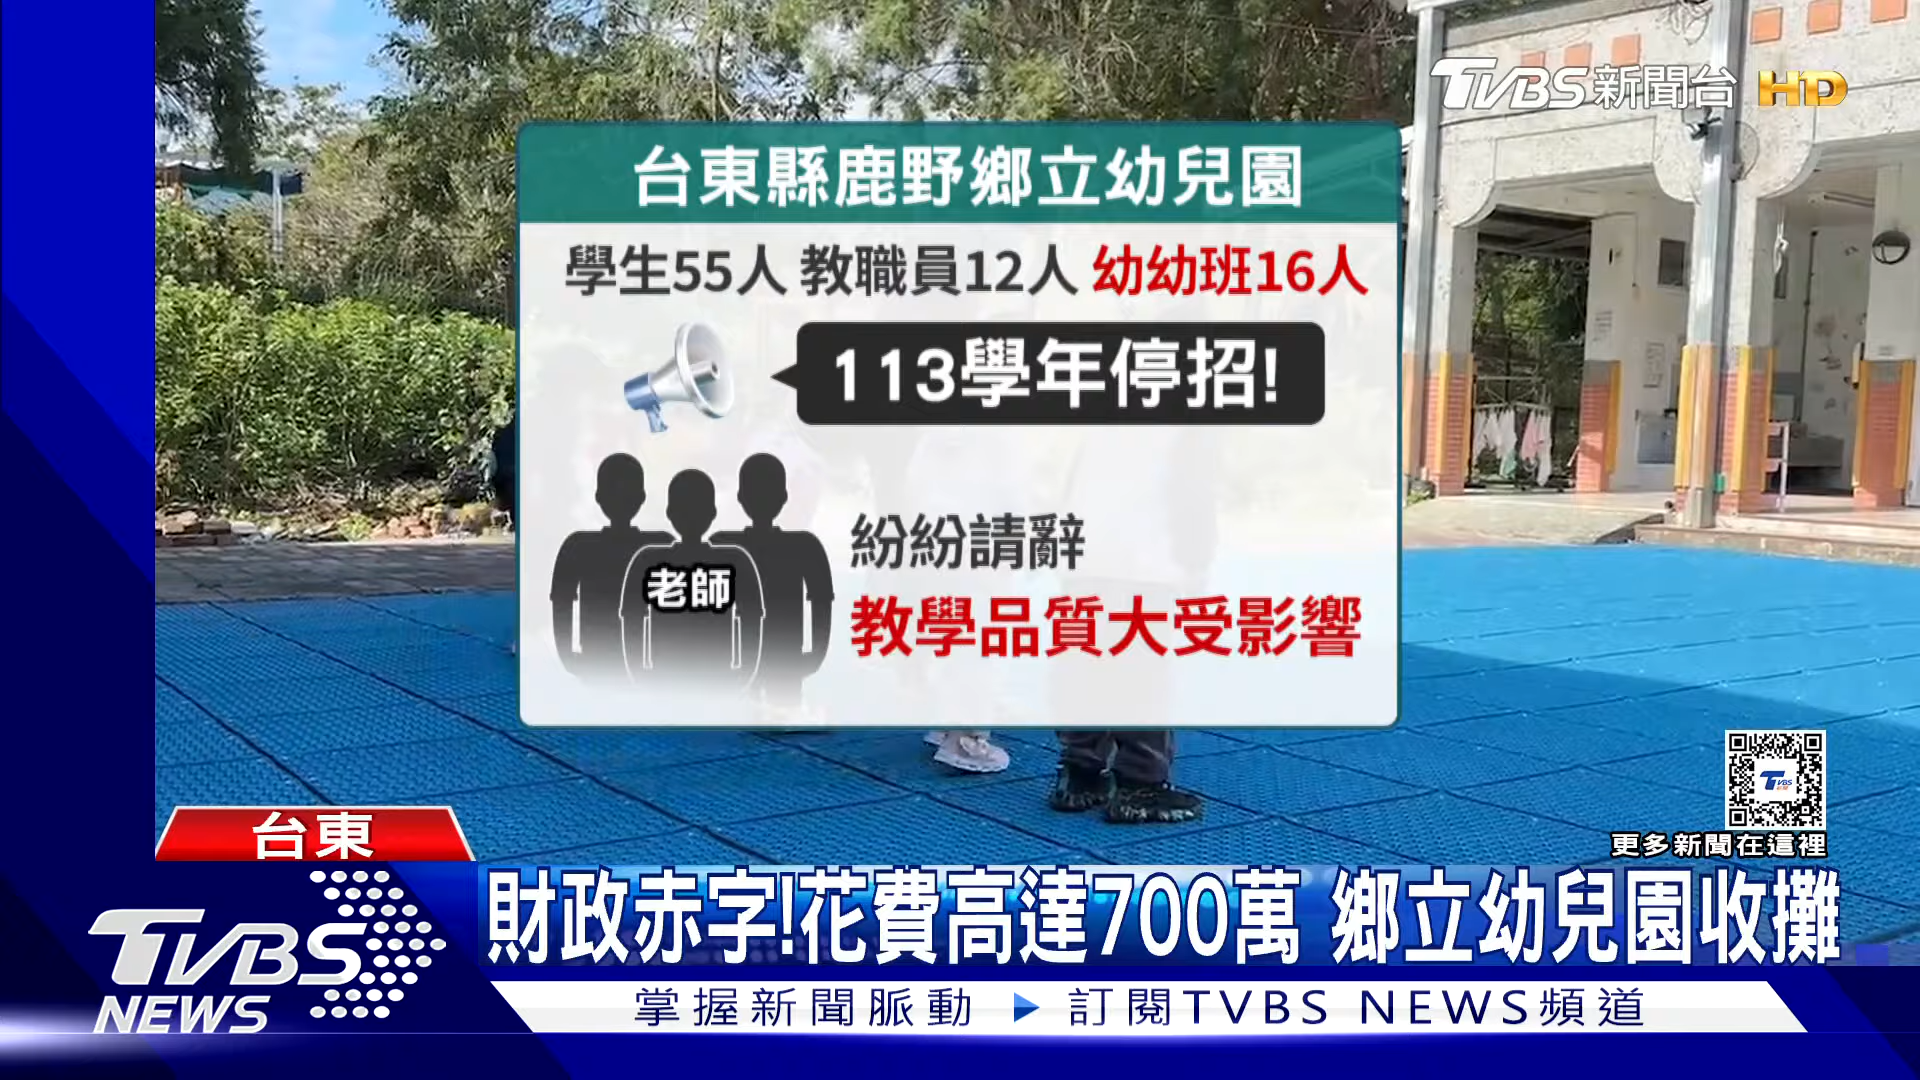 TVBS新聞台 HD
台東縣鹿野鄉立幼兒園
學生55人 教職員12人 幼幼班16人
113學年停招!
老師
紛紛請辭
教學品質大受影響
TVBS
更多新聞在這裡
台東
財政赤字!花費高達700萬 鄉立幼兒園收攤
TVBS NEWS
掌握新聞脈動 ▶ 訂閱TVBS NEWS頻道